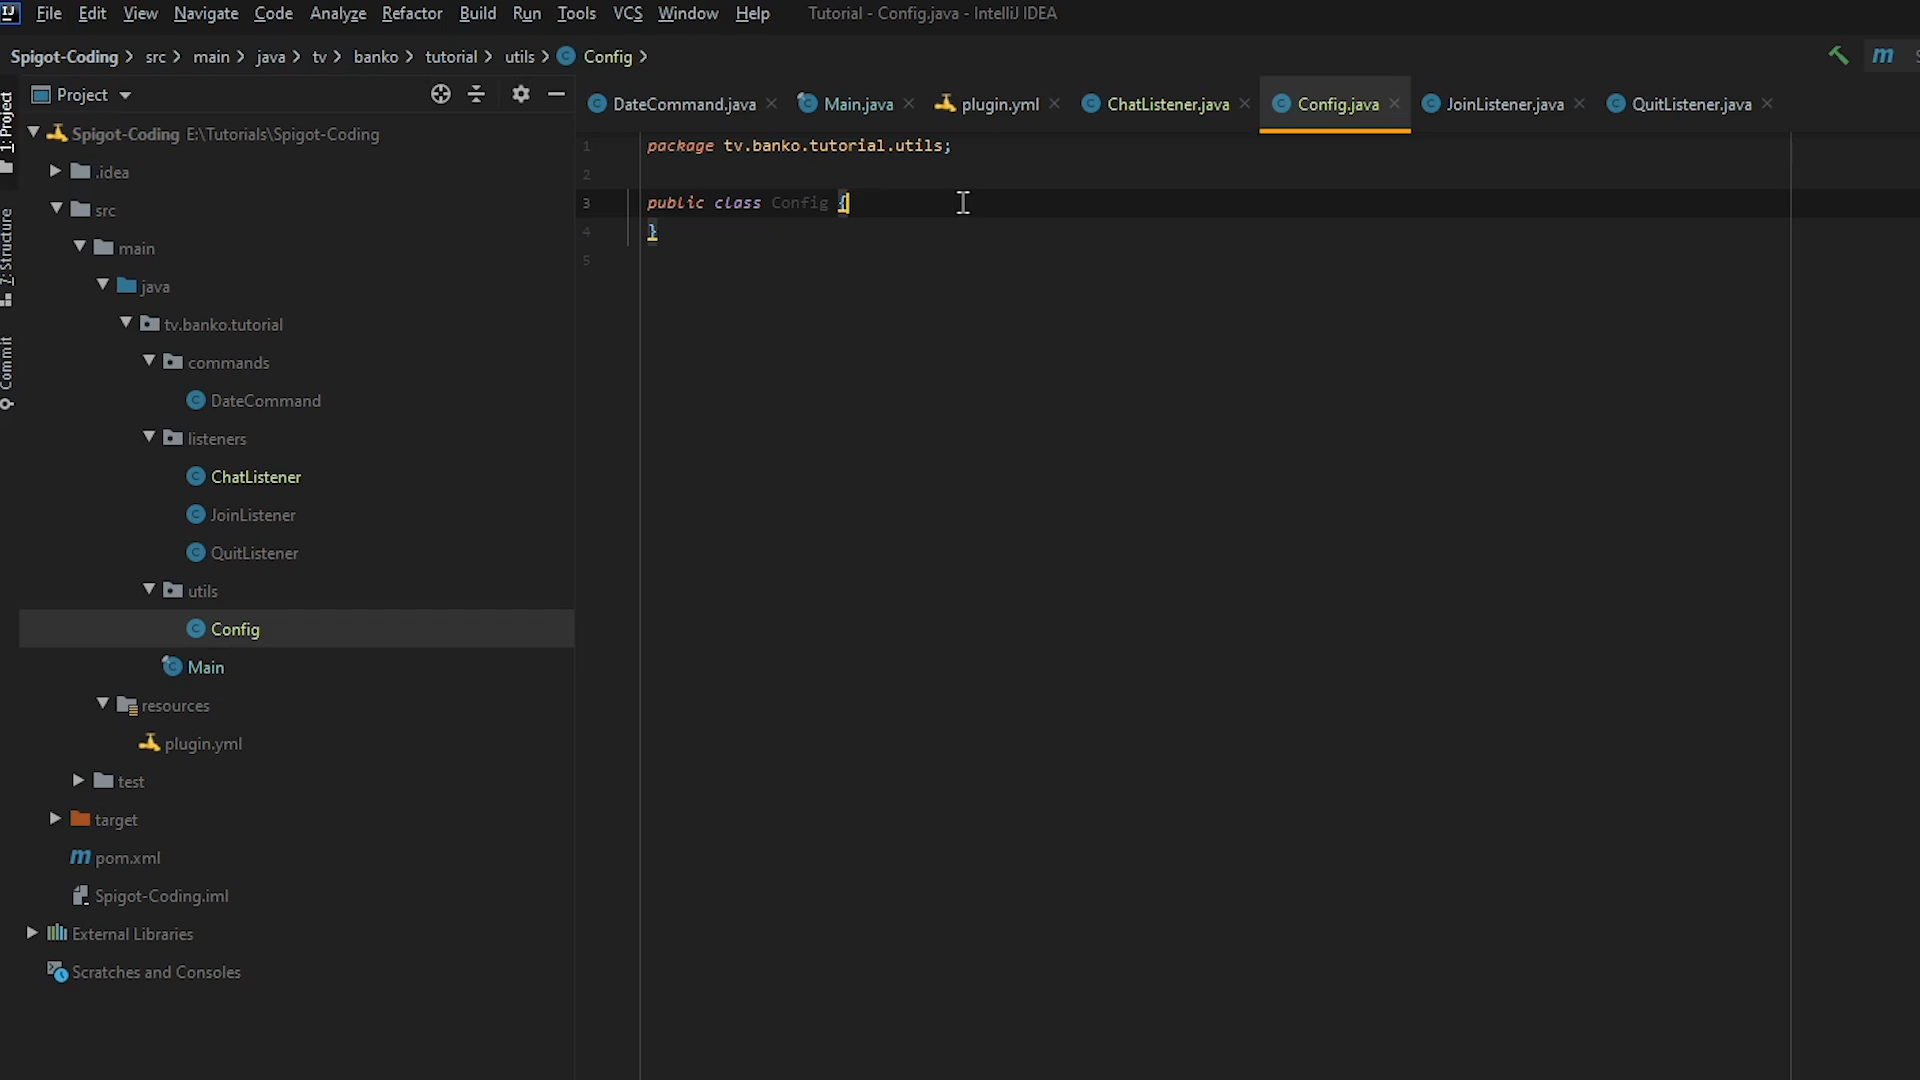 File Edit View Navigate Code Analyze Refactor Build Run Tools VCS Window Help Tutorial - Config.java - IntelliJ IDEA
Spigot-Coding src main java tv banko tutorial utils Config
Project
DateCommand.java Main.java plugin.yml ChatListener.java Config.java JoinListener.java QuitListener.java
1: Project
7: Structure
Commit
Spigot-Coding E:\Tutorials\Spigot-Coding
.idea
src
main
java
tv.banko.tutorial
commands
DateCommand
listeners
ChatListener
JoinListener
QuitListener
utils
Config
Main
resources
plugin.yml
test
target
pom.xml
Spigot-Coding.iml
External Libraries
Scratches and Consoles
1 package tv.banko.tutorial.utils;
2
3 public class Config {
4 }
5